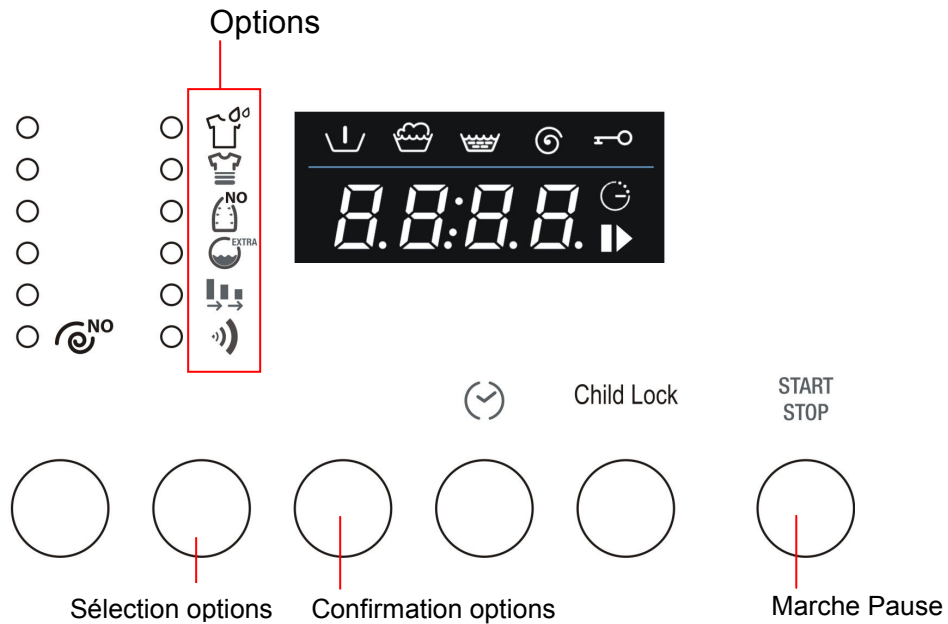 Options
NO
EXTRA
8.8:8.8.
NO
Child Lock
START
STOP
Sélection options
Confirmation options
Marche Pause